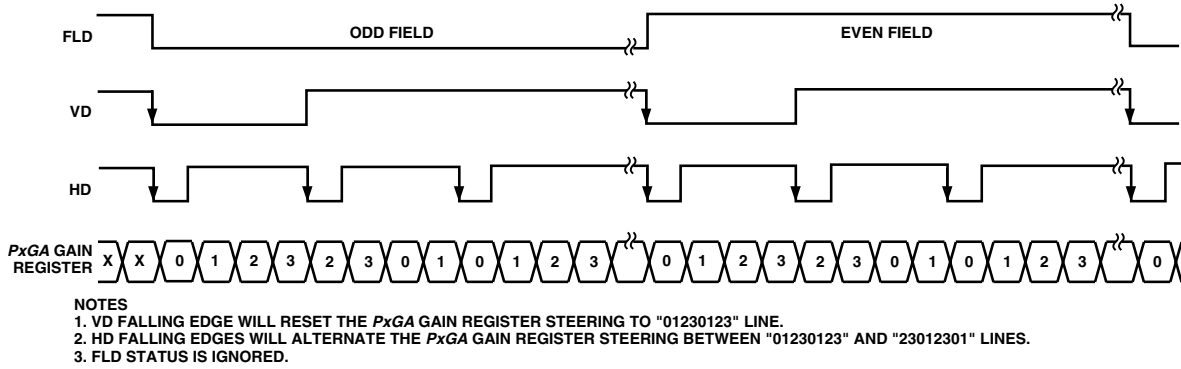 FLD
ODD FIELD
EVEN FIELD
VD
HD
PxGA GAIN
REGISTER
X X 0 1 2 3 2 3 0 1 0 1 2 3 0 1 2 3 2 3 0 1 0 1 2 3 0
NOTES
1. VD FALLING EDGE WILL RESET THE PxGA GAIN REGISTER STEERING TO "01230123" LINE.
2. HD FALLING EDGES WILL ALTERNATE THE PxGA GAIN REGISTER STEERING BETWEEN "01230123" AND "23012301" LINES.
3. FLD STATUS IS IGNORED.